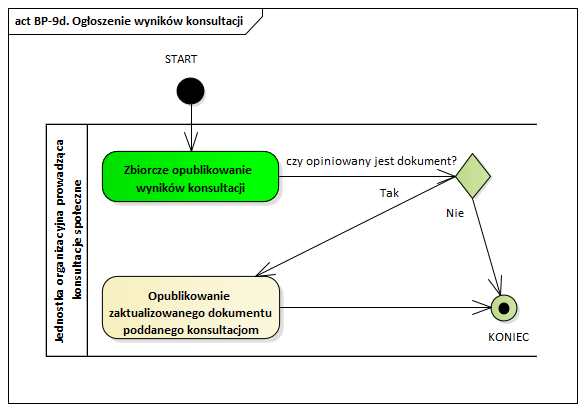 act BP-9d. Ogłoszenie wyników konsultacji
START
Jednostka organizacyjna prowadząca
konsultacje społeczne
Zbiorcze opublikowanie
wyników konsultacji
czy opiniowany jest dokument?
Tak
Nie
Opublikowanie
zaktualizowanego dokumentu
poddanego konsultacjom
KONIEC